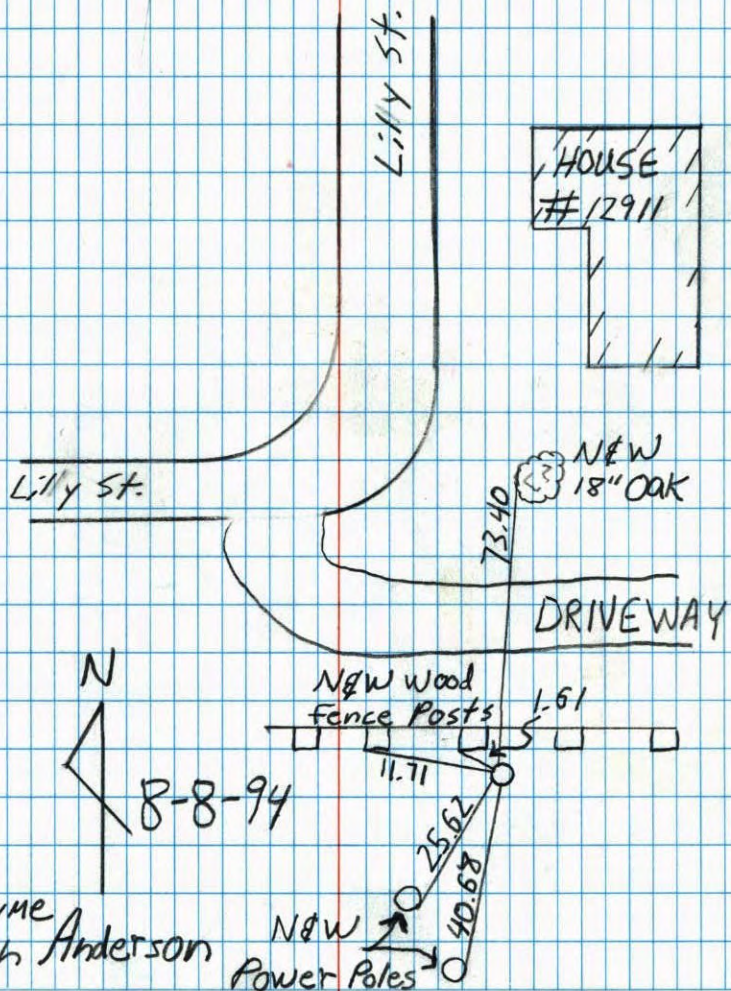 Lilly St.
HOUSE
# 12911
Lilly St.
N&W
18" Oak
73.40
DRIVEWAY
N&W Wood
Fence Posts
1.61
11.71
N
8-8-94
25.62
40.68
Anderson
N&W
Power Poles